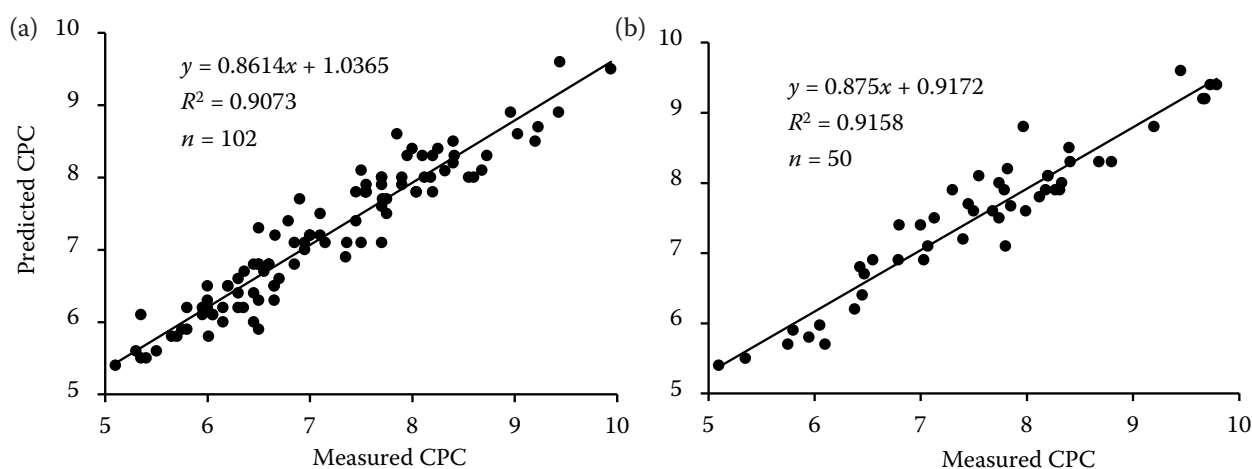 (a)
10
9
8
7
6
5
Predicted CPC
y = 0.8614x + 1.0365
R² = 0.9073
n = 102
5 6 7 8 9 10
Measured CPC
(b)
10
9
8
7
6
5
y = 0.875x + 0.9172
R² = 0.9158
n = 50
5 6 7 8 9 10
Measured CPC